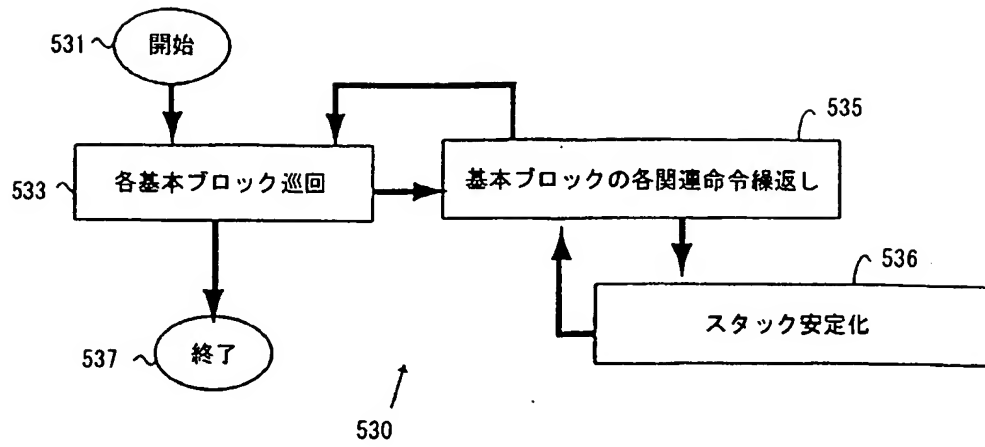 531
開始
535
533
各基本ブロック巡回
基本ブロックの各関連命令繰返し
536
スタック安定化
537
終了
530